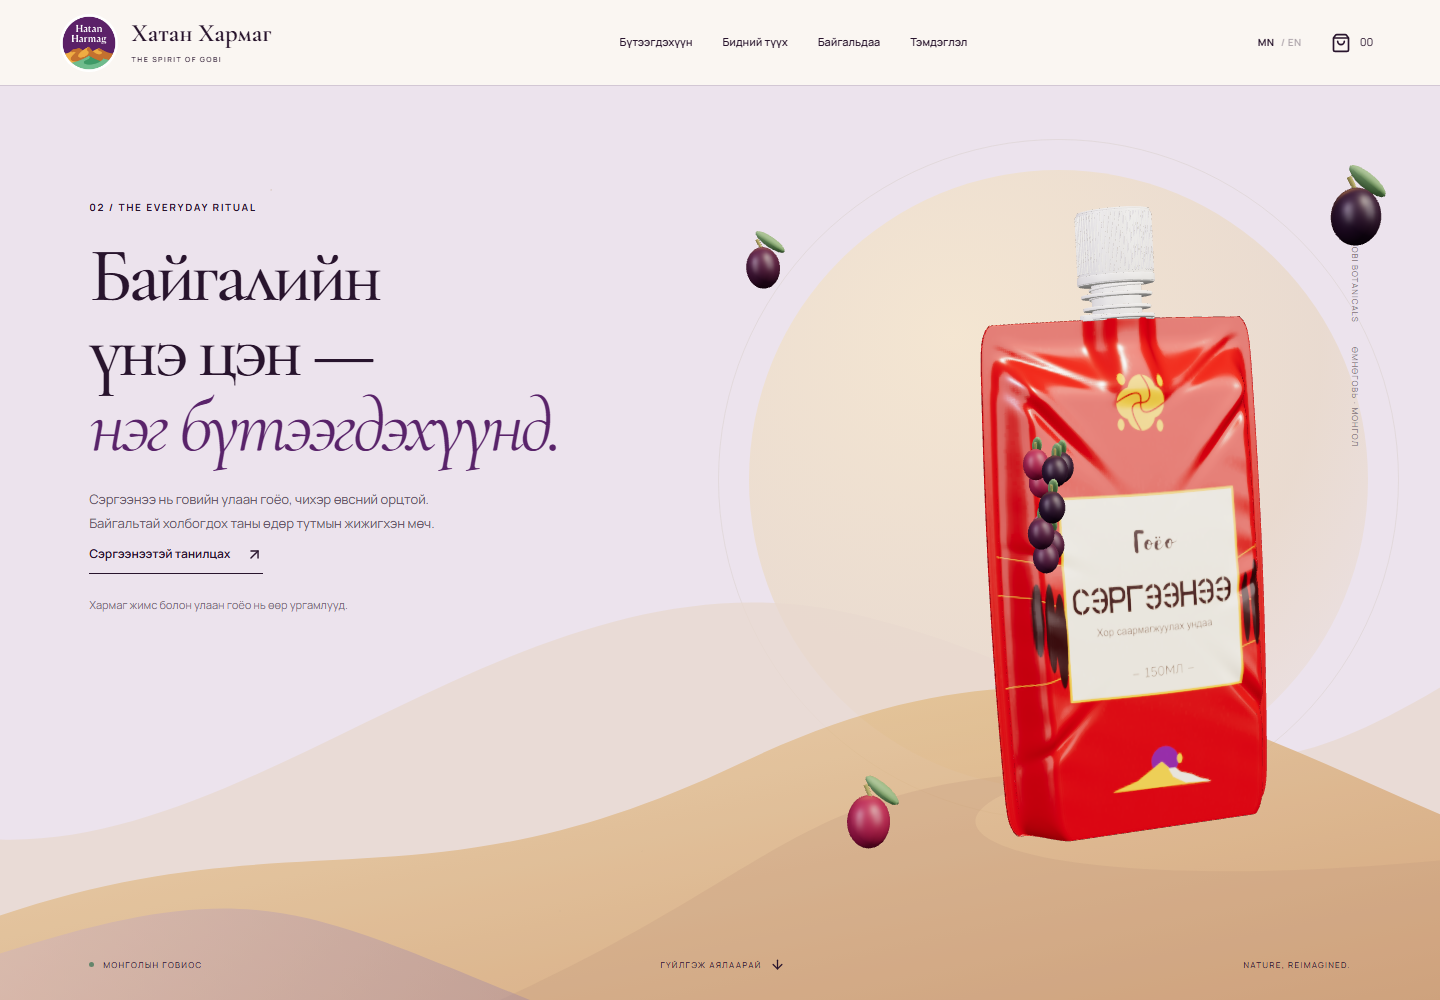 Hatan
Harmag
Хатан Хармаг
THE SPIRIT OF GOBI
Бүтээгдэхүүн
Бидний түүх
Байгальдаа
Тэмдэглэл
MN / EN
00
02 / THE EVERYDAY RITUAL
Байгалийн
үнэ цэн —
нэг бүтээгдэхүүнд.
Сэргээнээ нь говийн улаан гоёо, чихэр өвсний орцтой.
Байгальтай холбогдох таны өдөр тутмын жижигхэн мөч.
Сэргээнээтэй танилцах
Хармаг жимс болон улаан гоёо нь өөр ургамлууд.
BOTANICALS
ӨМНӨГОВЬ · МОНГОЛ
Гоёо
СЭРГЭЭНЭЭ
Хор саармагжуулах ундаа
– 150МЛ –
МОНГОЛЫН ГОВИОС
ГҮЙЛГЭЖ АЯЛААРАЙ
NATURE, REIMAGINED.